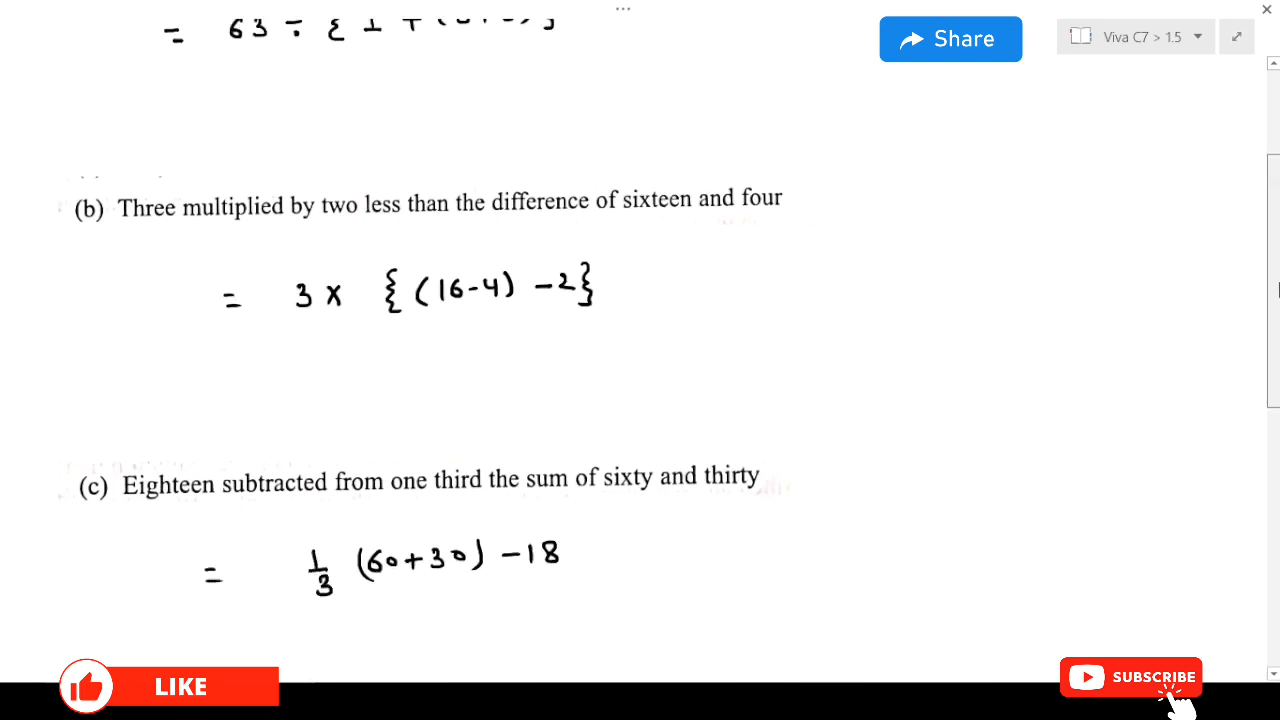 ...
= 63 ÷ {
Share
Viva C7 > 1.5
(b) Three multiplied by two less than the difference of sixteen and four
= 3 × { (16-4) -2}
(c) Eighteen subtracted from one third the sum of sixty and thirty
= 1/3 (60+30) -18
LIKE
SUBSCRIBE